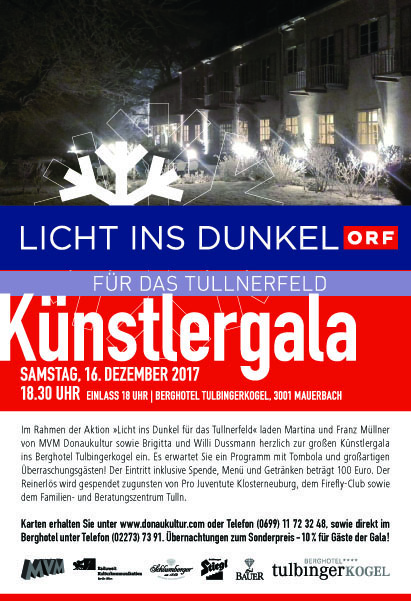 LICHT INS DUNKEL ORF
FÜR DAS TULLNERFELD
Künstlergala
SAMSTAG, 16. DEZEMBER 2017
18.30 UHR EINLASS 18 UHR | BERGHOTEL TULBINGERKOGEL, 3001 MAUERBACH
Im Rahmen der Aktion »Licht ins Dunkel für das Tullnerfeld« laden Martina und Franz Müllner
von MVM Donaukultur sowie Brigitta und Willi Dussmann herzlich zur großen Künstlergala
ins Berghotel Tulbingerkogel ein. Es erwartet Sie ein Programm mit Tombola und großartigen
Überraschungsgästen! Der Eintritt inklusive Spende, Menü und Getränken beträgt 100 Euro. Der
Reinerlös wird gespendet zugunsten von Pro Juventute Klosterneuburg, dem Firefly-Club sowie
dem Familien- und Beratungszentrum Tulln.
Karten erhalten Sie unter www.donaukultur.com oder Telefon (0699) 11 72 32 48, sowie direkt im
Berghotel unter Telefon (02273) 73 91. Übernachtungen zum Sonderpreis – 10 % für Gäste der Gala!
BERGHOTEL****
MVM Kulturkommunikation Schlumberger Stiegl BAUER tulbingerKOGEL